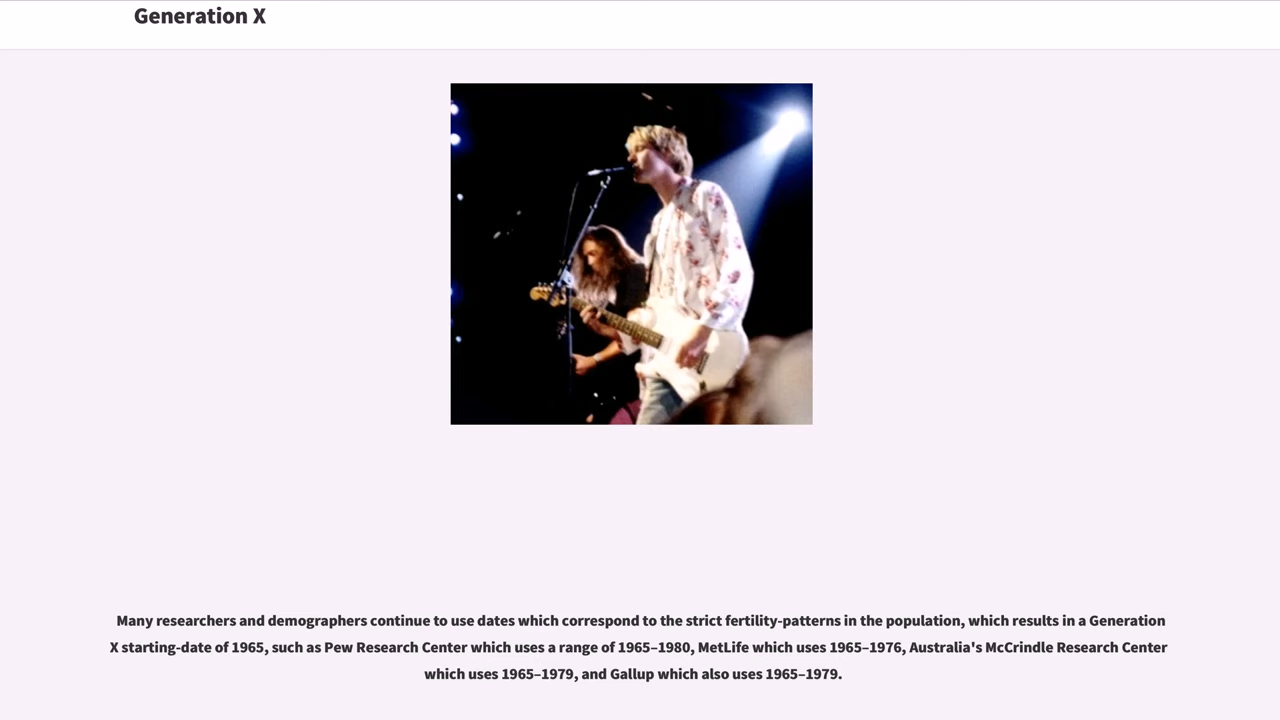 Generation X
Many researchers and demographers continue to use dates which correspond to the strict fertility-patterns in the population, which results in a Generation
X starting-date of 1965, such as Pew Research Center which uses a range of 1965–1980, MetLife which uses 1965–1976, Australia's McCrindle Research Center
which uses 1965–1979, and Gallup which also uses 1965–1979.